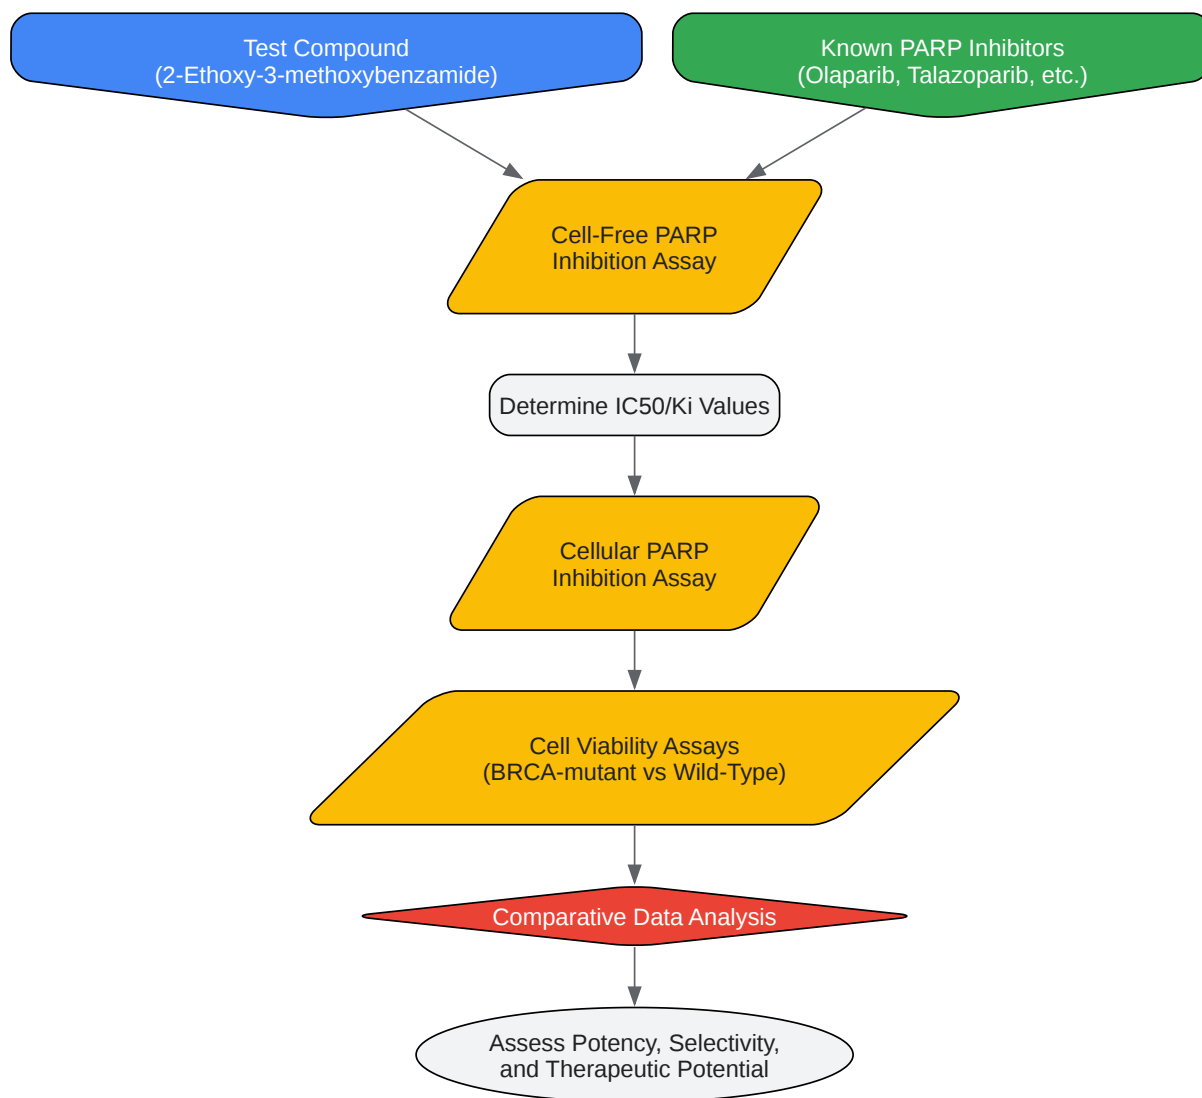 Test Compound
(2-Ethoxy-3-methoxybenzamide)
Known PARP Inhibitors
(Olaparib, Talazoparib, etc.)
Cell-Free PARP
Inhibition Assay
Determine IC50/Ki Values
Cellular PARP
Inhibition Assay
Cell Viability Assays
(BRCA-mutant vs Wild-Type)
Comparative Data Analysis
Assess Potency, Selectivity,
and Therapeutic Potential